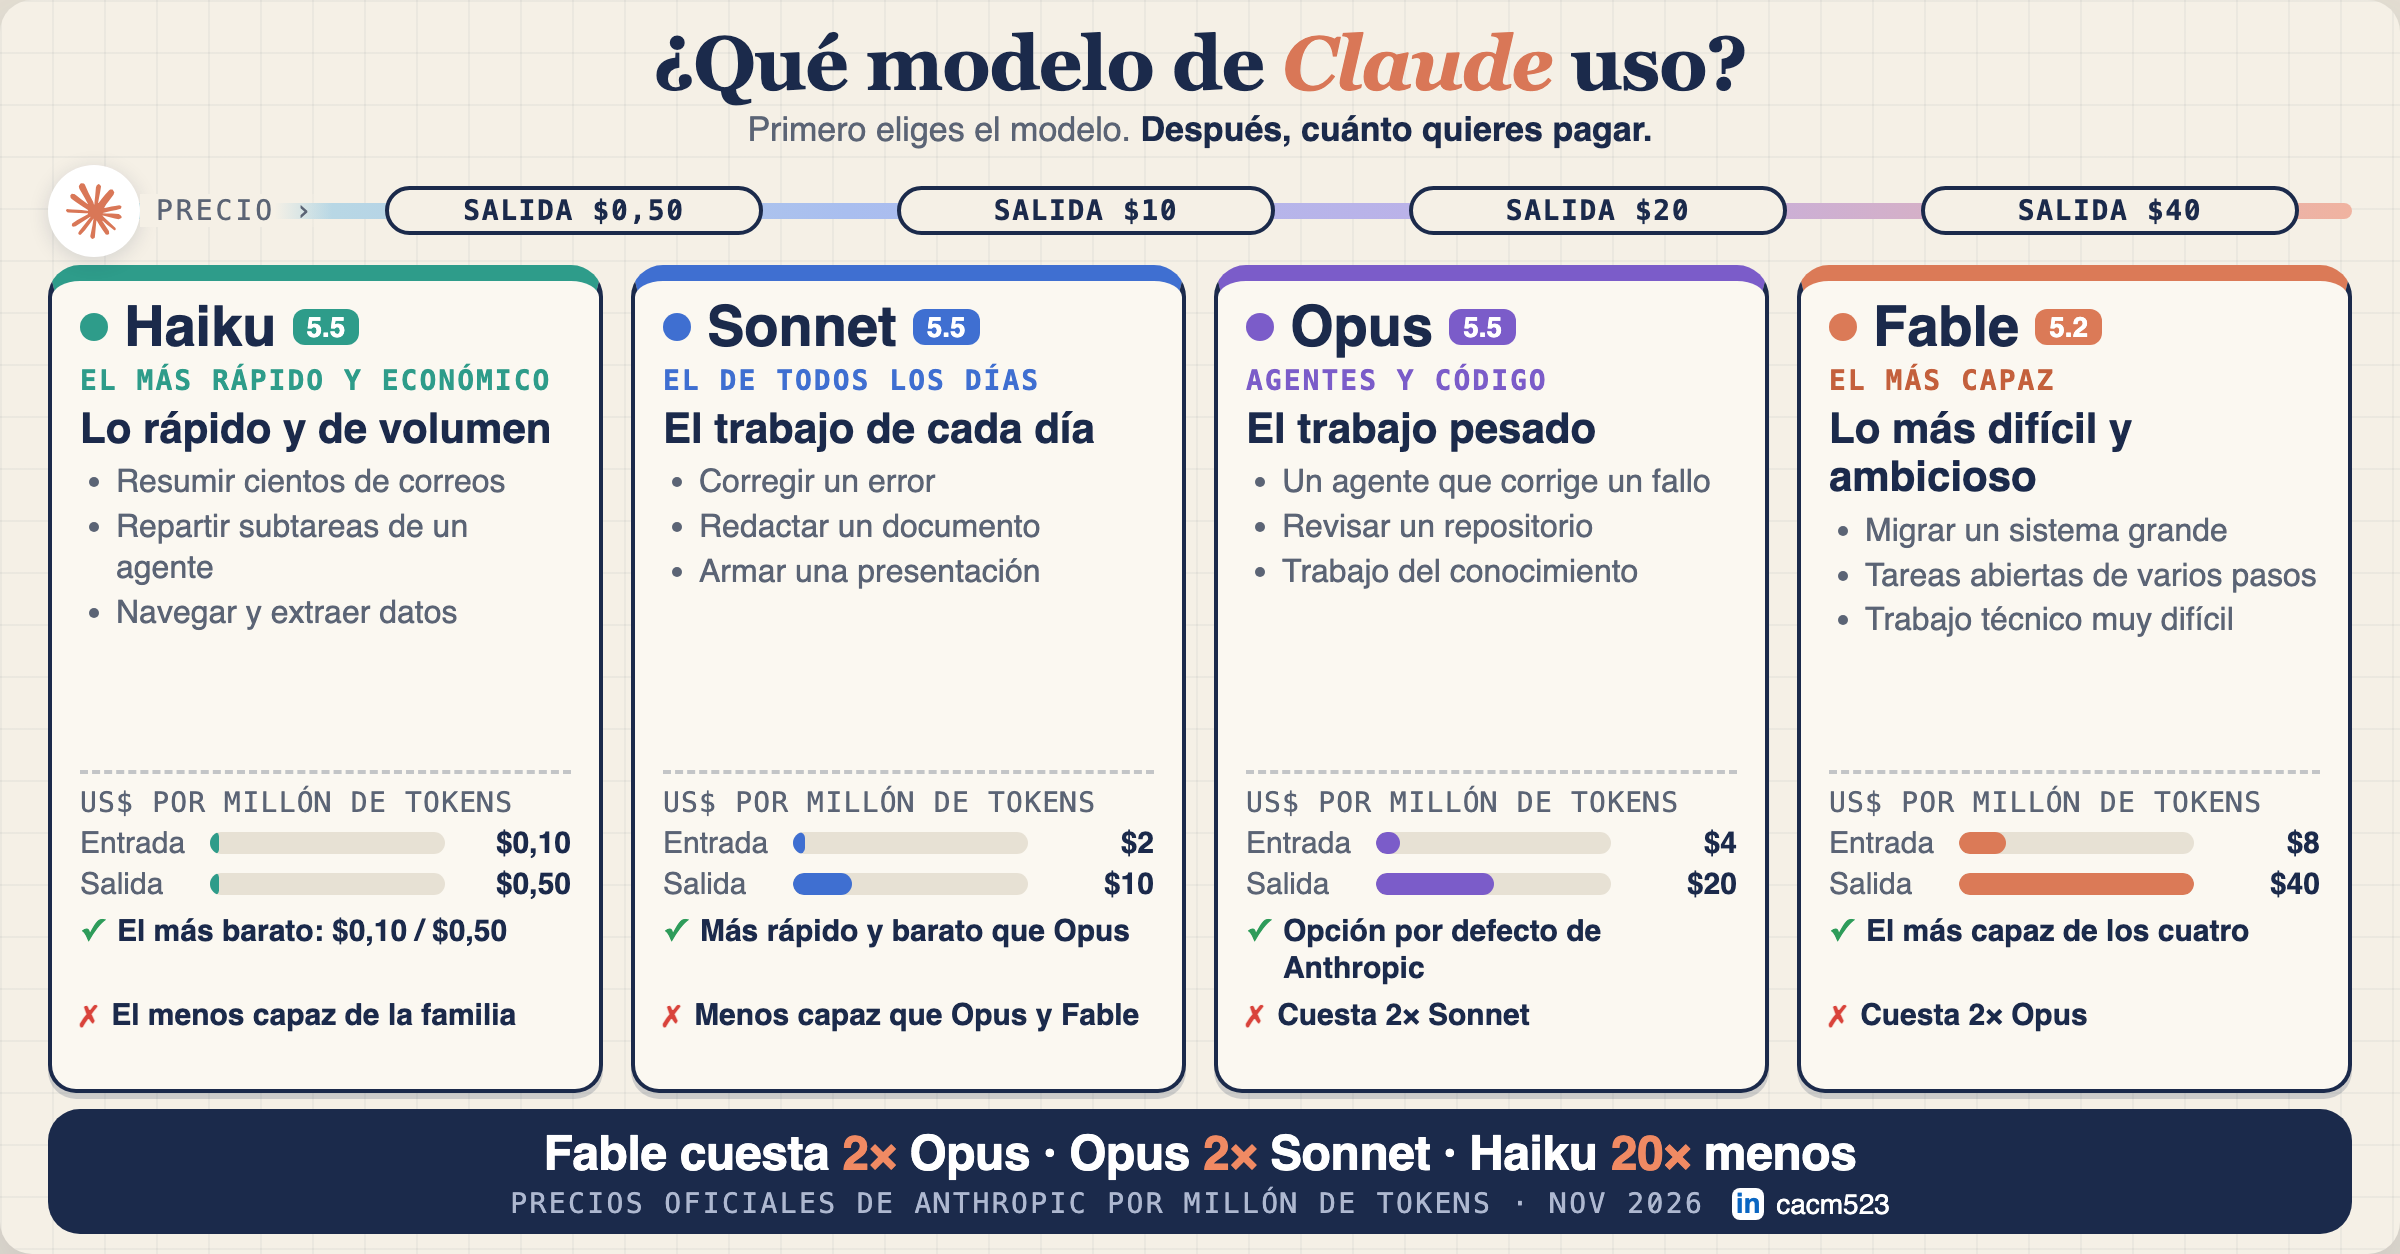 ¿Qué modelo de Claude uso?
Primero eliges el modelo. Después, cuánto quieres pagar.
PRECIO ›
SALIDA $0,50
SALIDA $10
SALIDA $20
SALIDA $40
Haiku 5.5
EL MÁS RÁPIDO Y ECONÓMICO
Lo rápido y de volumen
• Resumir cientos de correos
• Repartir subtareas de un
agente
• Navegar y extraer datos
US$ POR MILLÓN DE TOKENS
Entrada $0,10
Salida $0,50
✓ El más barato: $0,10 / $0,50
✗ El menos capaz de la familia
Sonnet 5.5
EL DE TODOS LOS DÍAS
El trabajo de cada día
• Corregir un error
• Redactar un documento
• Armar una presentación
US$ POR MILLÓN DE TOKENS
Entrada $2
Salida $10
✓ Más rápido y barato que Opus
✗ Menos capaz que Opus y Fable
Opus 5.5
AGENTES Y CÓDIGO
El trabajo pesado
• Un agente que corrige un fallo
• Revisar un repositorio
• Trabajo del conocimiento
US$ POR MILLÓN DE TOKENS
Entrada $4
Salida $20
✓ Opción por defecto de
Anthropic
✗ Cuesta 2× Sonnet
Fable 5.2
EL MÁS CAPAZ
Lo más difícil y
ambicioso
• Migrar un sistema grande
• Tareas abiertas de varios pasos
• Trabajo técnico muy difícil
US$ POR MILLÓN DE TOKENS
Entrada $8
Salida $40
✓ El más capaz de los cuatro
✗ Cuesta 2× Opus
Fable cuesta 2× Opus · Opus 2× Sonnet · Haiku 20× menos
PRECIOS OFICIALES DE ANTHROPIC POR MILLÓN DE TOKENS · NOV 2026 in cacm523